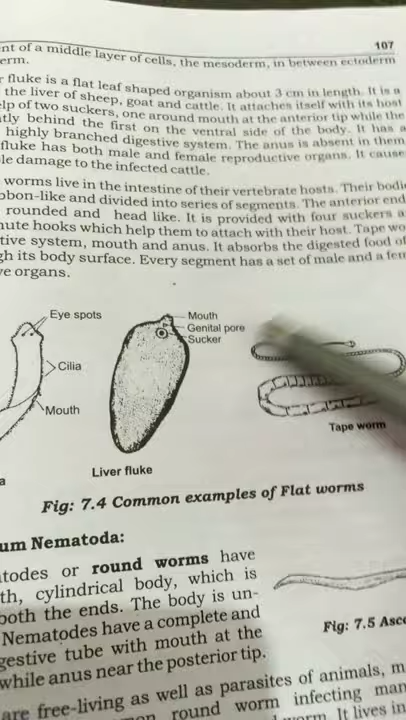 107
ent of a middle layer of cells, the mesoderm, in between ectoderm
erm.
r fluke is a flat leaf shaped organism about 3 cm in length. It is a
the liver of sheep, goat and cattle. It attaches itself with its host
elp of two suckers, one around mouth at the anterior tip while the
tly behind the first on the ventral side of the body. It has a
highly branched digestive system. The anus is absent in them
fluke has both male and female reproductive organs. It cause
le damage to the infected cattle.
worms live in the intestine of their vertebrate hosts. Their bodi
bbon-like and divided into series of segments. The anterior end
rounded and head like. It is provided with four suckers a
nute hooks which help them to attach with their host. Tape wo
tive system, mouth and anus. It absorbs the digested food of
gh its body surface. Every segment has a set of male and a fem
ve organs.
Eye spots
Cilia
Mouth
a
Mouth
Genital pore
Sucker
Liver fluke
Tape worm
Fig: 7.4 Common examples of Flat worms
um Nematoda:
atodes or round worms have
th, cylindrical body, which is
both the ends. The body is un-
Nematodes have a complete and
gestive tube with mouth at the
while anus near the posterior tip.
Fig: 7.5 Asc
are free-living as well as parasites of animals, m
on round worm infecting man
worm. It lives in